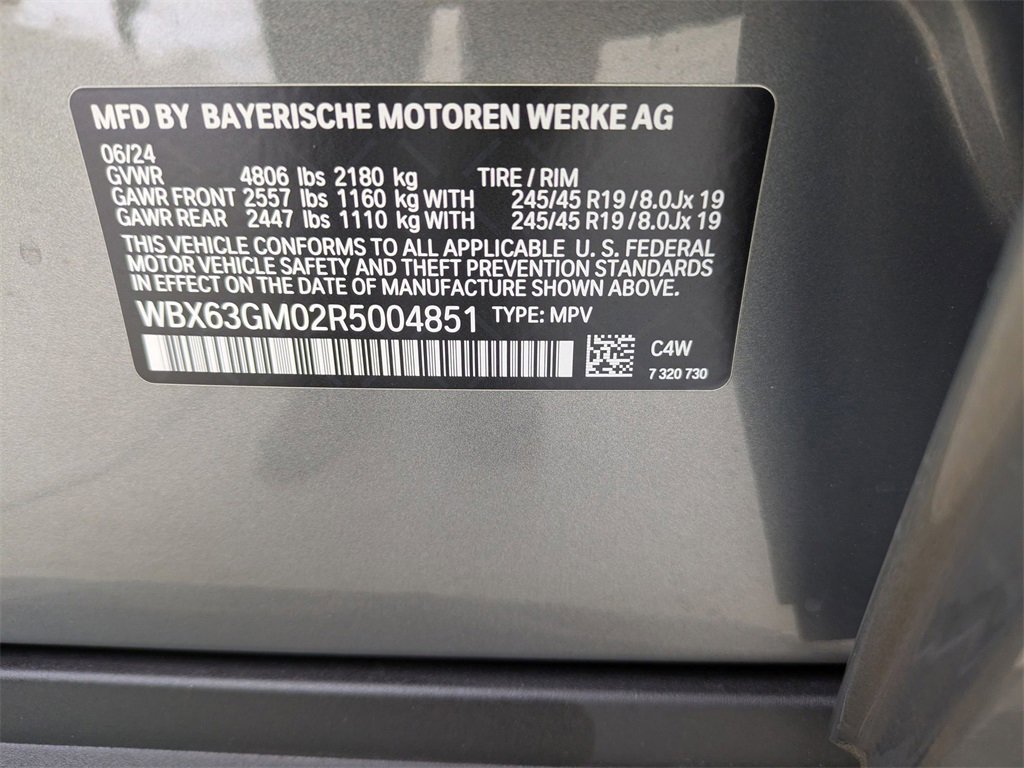 MFD BY BAYERISCHE MOTOREN WERKE AG
06/24
GVWR 4806 lbs 2180 kg TIRE / RIM
GAWR FRONT 2557 lbs 1160 kg WITH 245/45 R19 / 8.0Jx 19
GAWR REAR 2447 lbs 1110 kg WITH 245/45 R19 / 8.0Jx 19
THIS VEHICLE CONFORMS TO ALL APPLICABLE U. S. FEDERAL
MOTOR VEHICLE SAFETY AND THEFT PREVENTION STANDARDS
IN EFFECT ON THE DATE OF MANUFACTURE SHOWN ABOVE.
WBX63GM02R5004851 TYPE: MPV
C4W
7 320 730